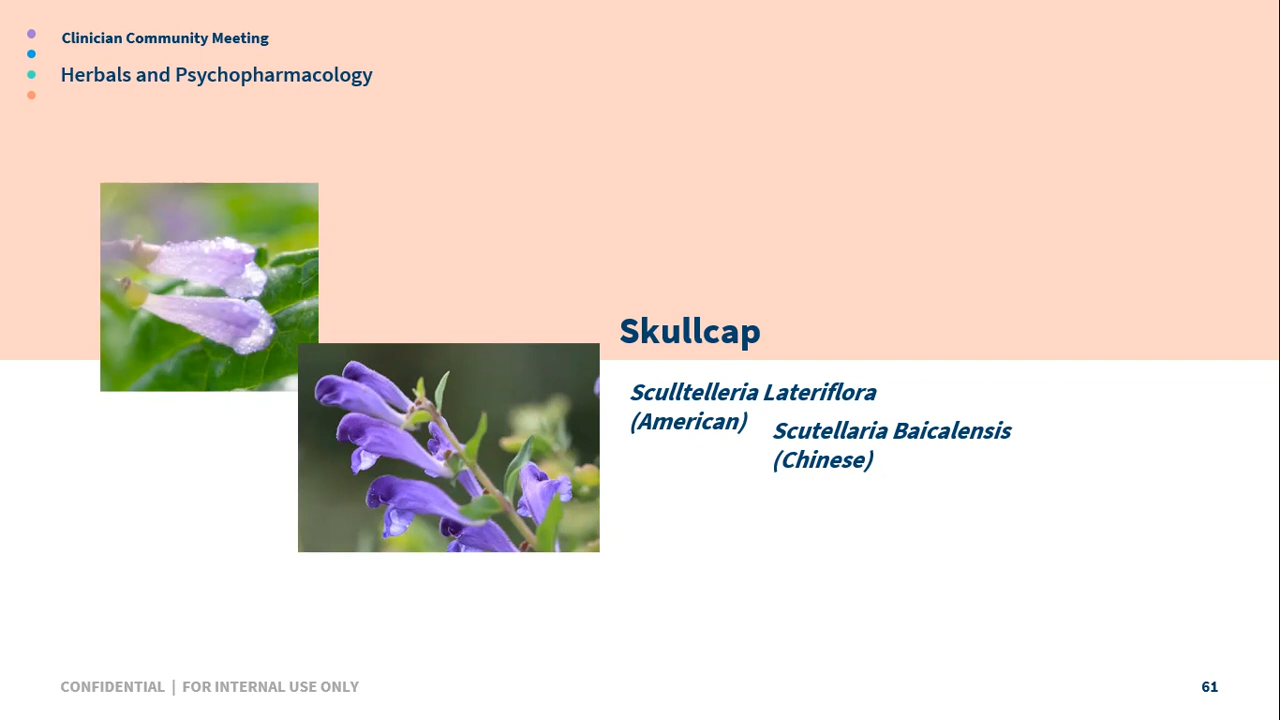 Clinician Community Meeting
Herbals and Psychopharmacology
Skullcap
Sculltelleria Lateriflora
(American)
Scutellaria Baicalensis
(Chinese)
CONFIDENTIAL | FOR INTERNAL USE ONLY
61